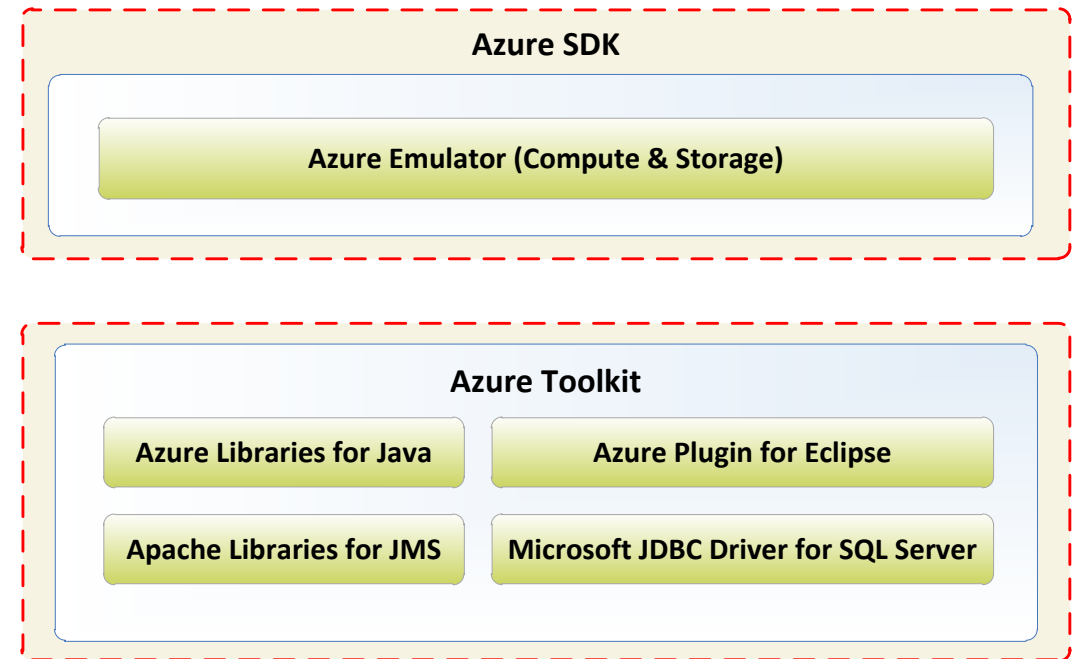 Azure SDK
Azure Emulator (Compute & Storage)
Azure Toolkit
Azure Libraries for Java
Azure Plugin for Eclipse
Apache Libraries for JMS
Microsoft JDBC Driver for SQL Server